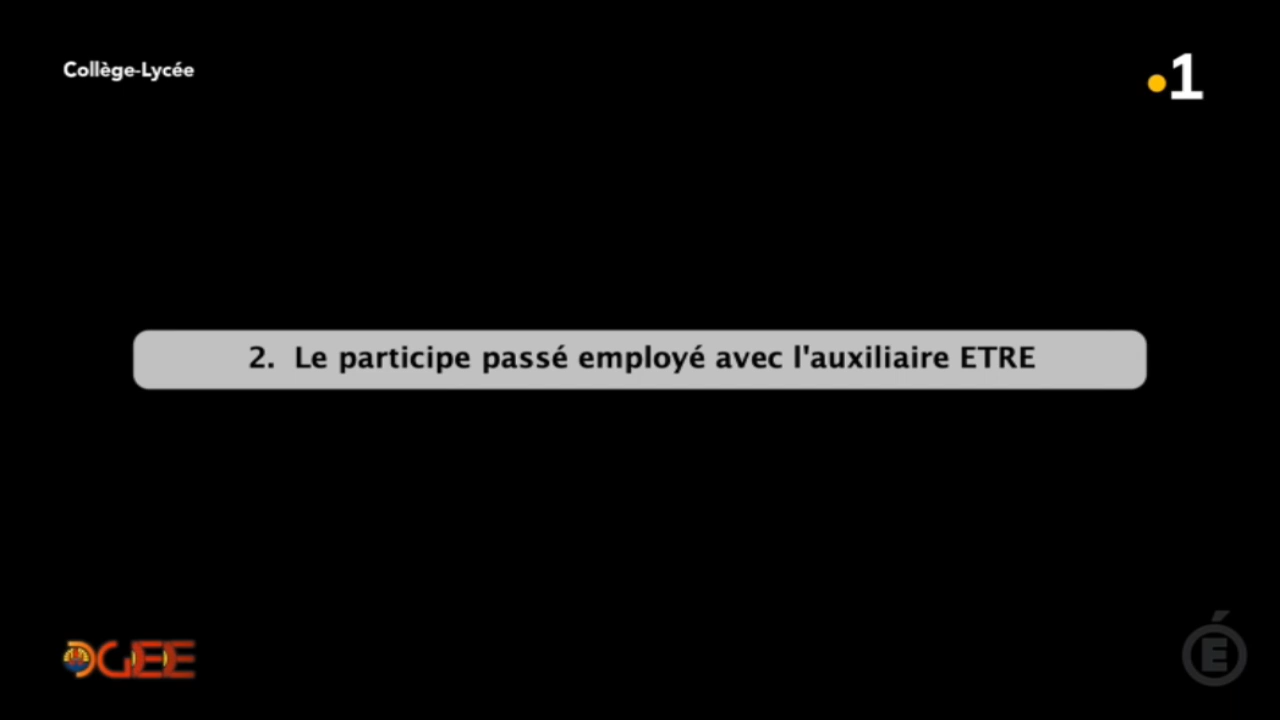 Collège-Lycée
1
2. Le participe passé employé avec l'auxiliaire ETRE
DGEE
É